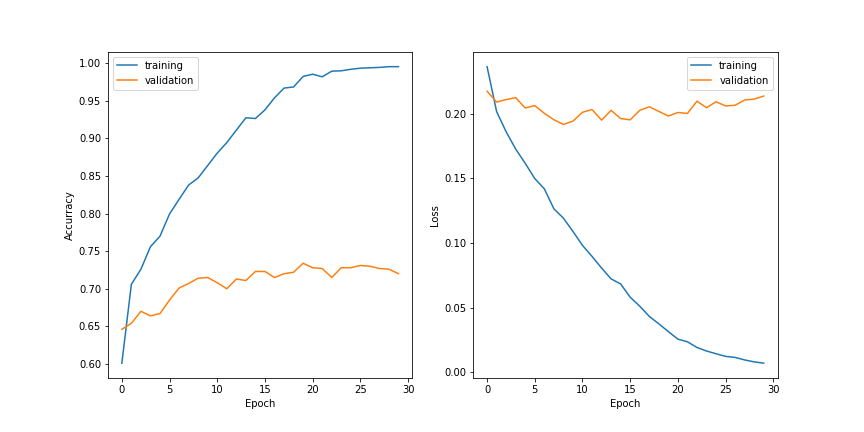 training
validation
1.00
0.95
0.90
0.85
0.80
0.75
0.70
0.65
0.60
Accurracy
0 5 10 15 20 25 30
Epoch
training
validation
0.20
0.15
0.10
0.05
0.00
Loss
0 5 10 15 20 25 30
Epoch